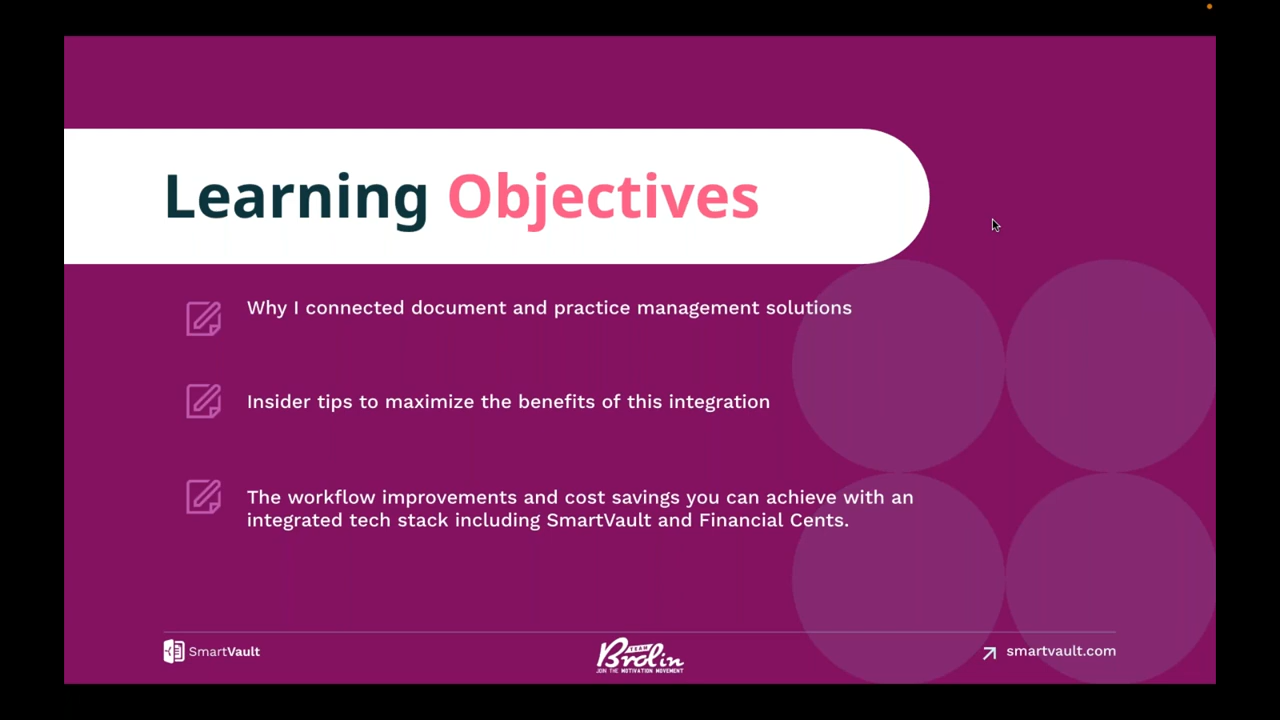 Learning Objectives
Why I connected document and practice management solutions
Insider tips to maximize the benefits of this integration
The workflow improvements and cost savings you can achieve with an
integrated tech stack including SmartVault and Financial Cents.
SmartVault
TEAM
Brolin
JOIN THE MOTIVATION MOVEMENT
smartvault.com